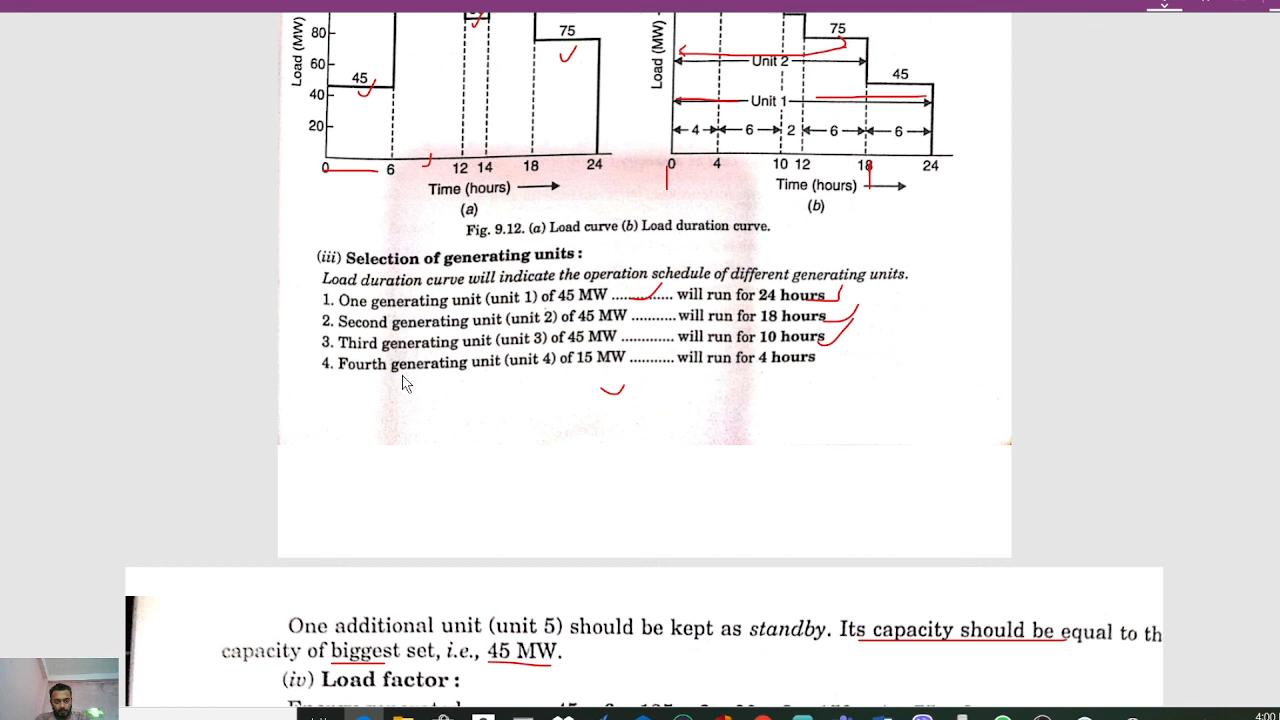 Load (MW)
80
60
40
20
45
75
0 6 12 14 18 24
Time (hours)
(a)
Load (MW)
75
45
Unit 2
Unit 1
4 6 2 6 6
0 4 10 12 18 24
Time (hours)
(b)
Fig. 9.12. (a) Load curve (b) Load duration curve.
(iii) Selection of generating units :
Load duration curve will indicate the operation schedule of different generating units.
1. One generating unit (unit 1) of 45 MW ............... will run for 24 hours
2. Second generating unit (unit 2) of 45 MW ........... will run for 18 hours
3. Third generating unit (unit 3) of 45 MW ............. will run for 10 hours
4. Fourth generating unit (unit 4) of 15 MW ........... will run for 4 hours
One additional unit (unit 5) should be kept as standby. Its capacity should be equal to th
capacity of biggest set, i.e., 45 MW.
(iv) Load factor :
4:00